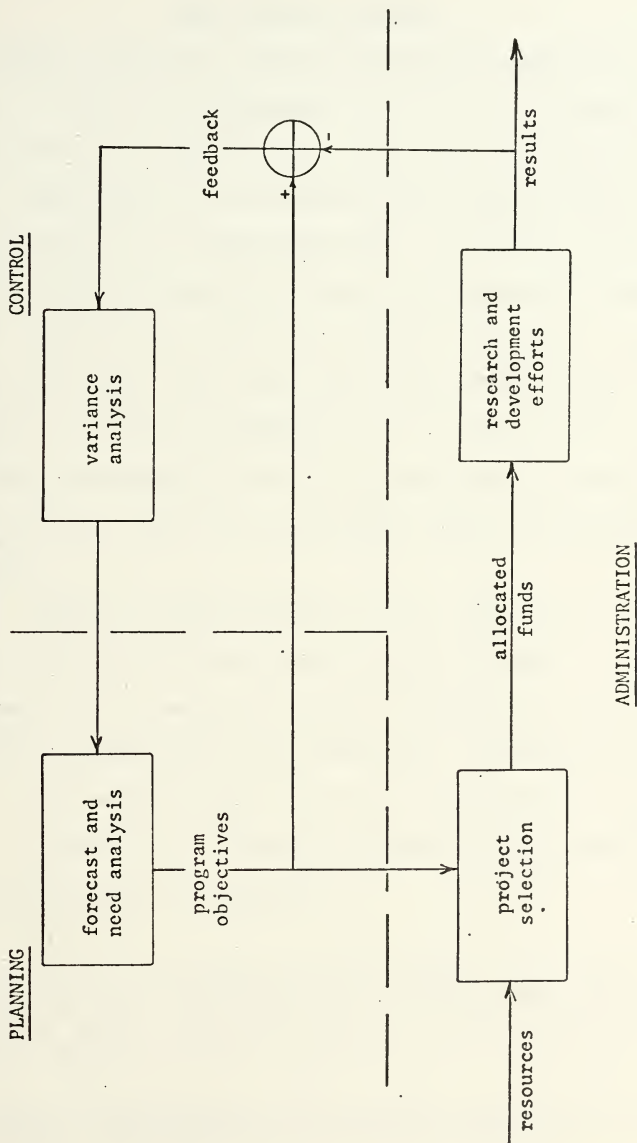 PLANNING
CONTROL
forecast and
need analysis
variance
analysis
program
objectives
feedback
+
-
resources
project
selection
allocated
funds
research and
development
efforts
results
ADMINISTRATION